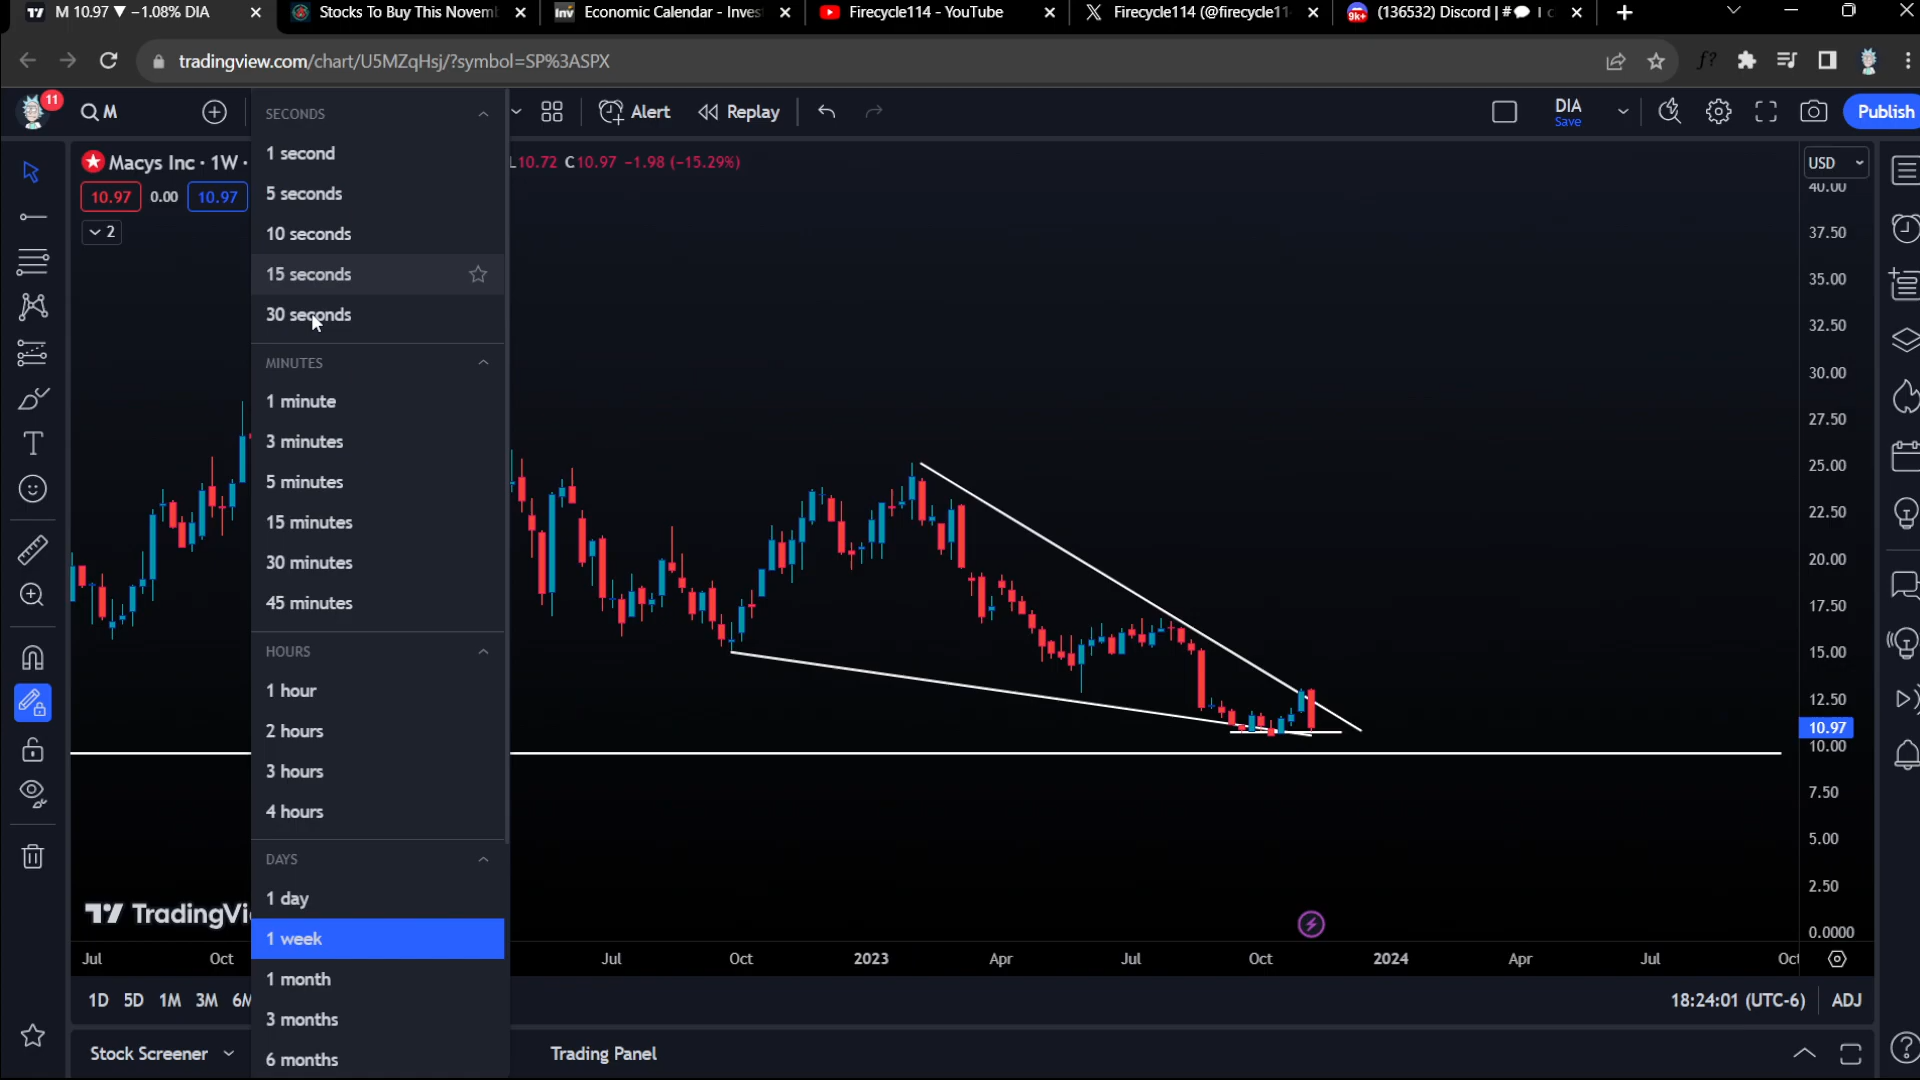 M 10.97 ▼ −1.08% DIA
Stocks To Buy This Novem
Economic Calendar - Inves
Firecycle114 - YouTube
Firecycle114 (@firecycle11
(136532) Discord | #
tradingview.com/chart/U5MZqHsj/?symbol=SP%3ASPX
11
M
Alert
Replay
DIA
Save
Publish
Macys Inc · 1W ·
L10.72 C10.97 −1.98 (−15.29%)
USD
10.97
0.00
10.97
2
SECONDS
1 second
5 seconds
10 seconds
15 seconds
30 seconds
MINUTES
1 minute
3 minutes
5 minutes
15 minutes
30 minutes
45 minutes
HOURS
1 hour
2 hours
3 hours
4 hours
DAYS
1 day
1 week
1 month
3 months
6 months
40.00
37.50
35.00
32.50
30.00
27.50
25.00
22.50
20.00
17.50
15.00
12.50
10.97
10.00
7.50
5.00
2.50
0.0000
TradingVi
Jul
Oct
Jul
Oct
2023
Apr
Jul
Oct
2024
Apr
Jul
Oct
1D 5D 1M 3M 6M
18:24:01 (UTC-6)
ADJ
Stock Screener
Trading Panel